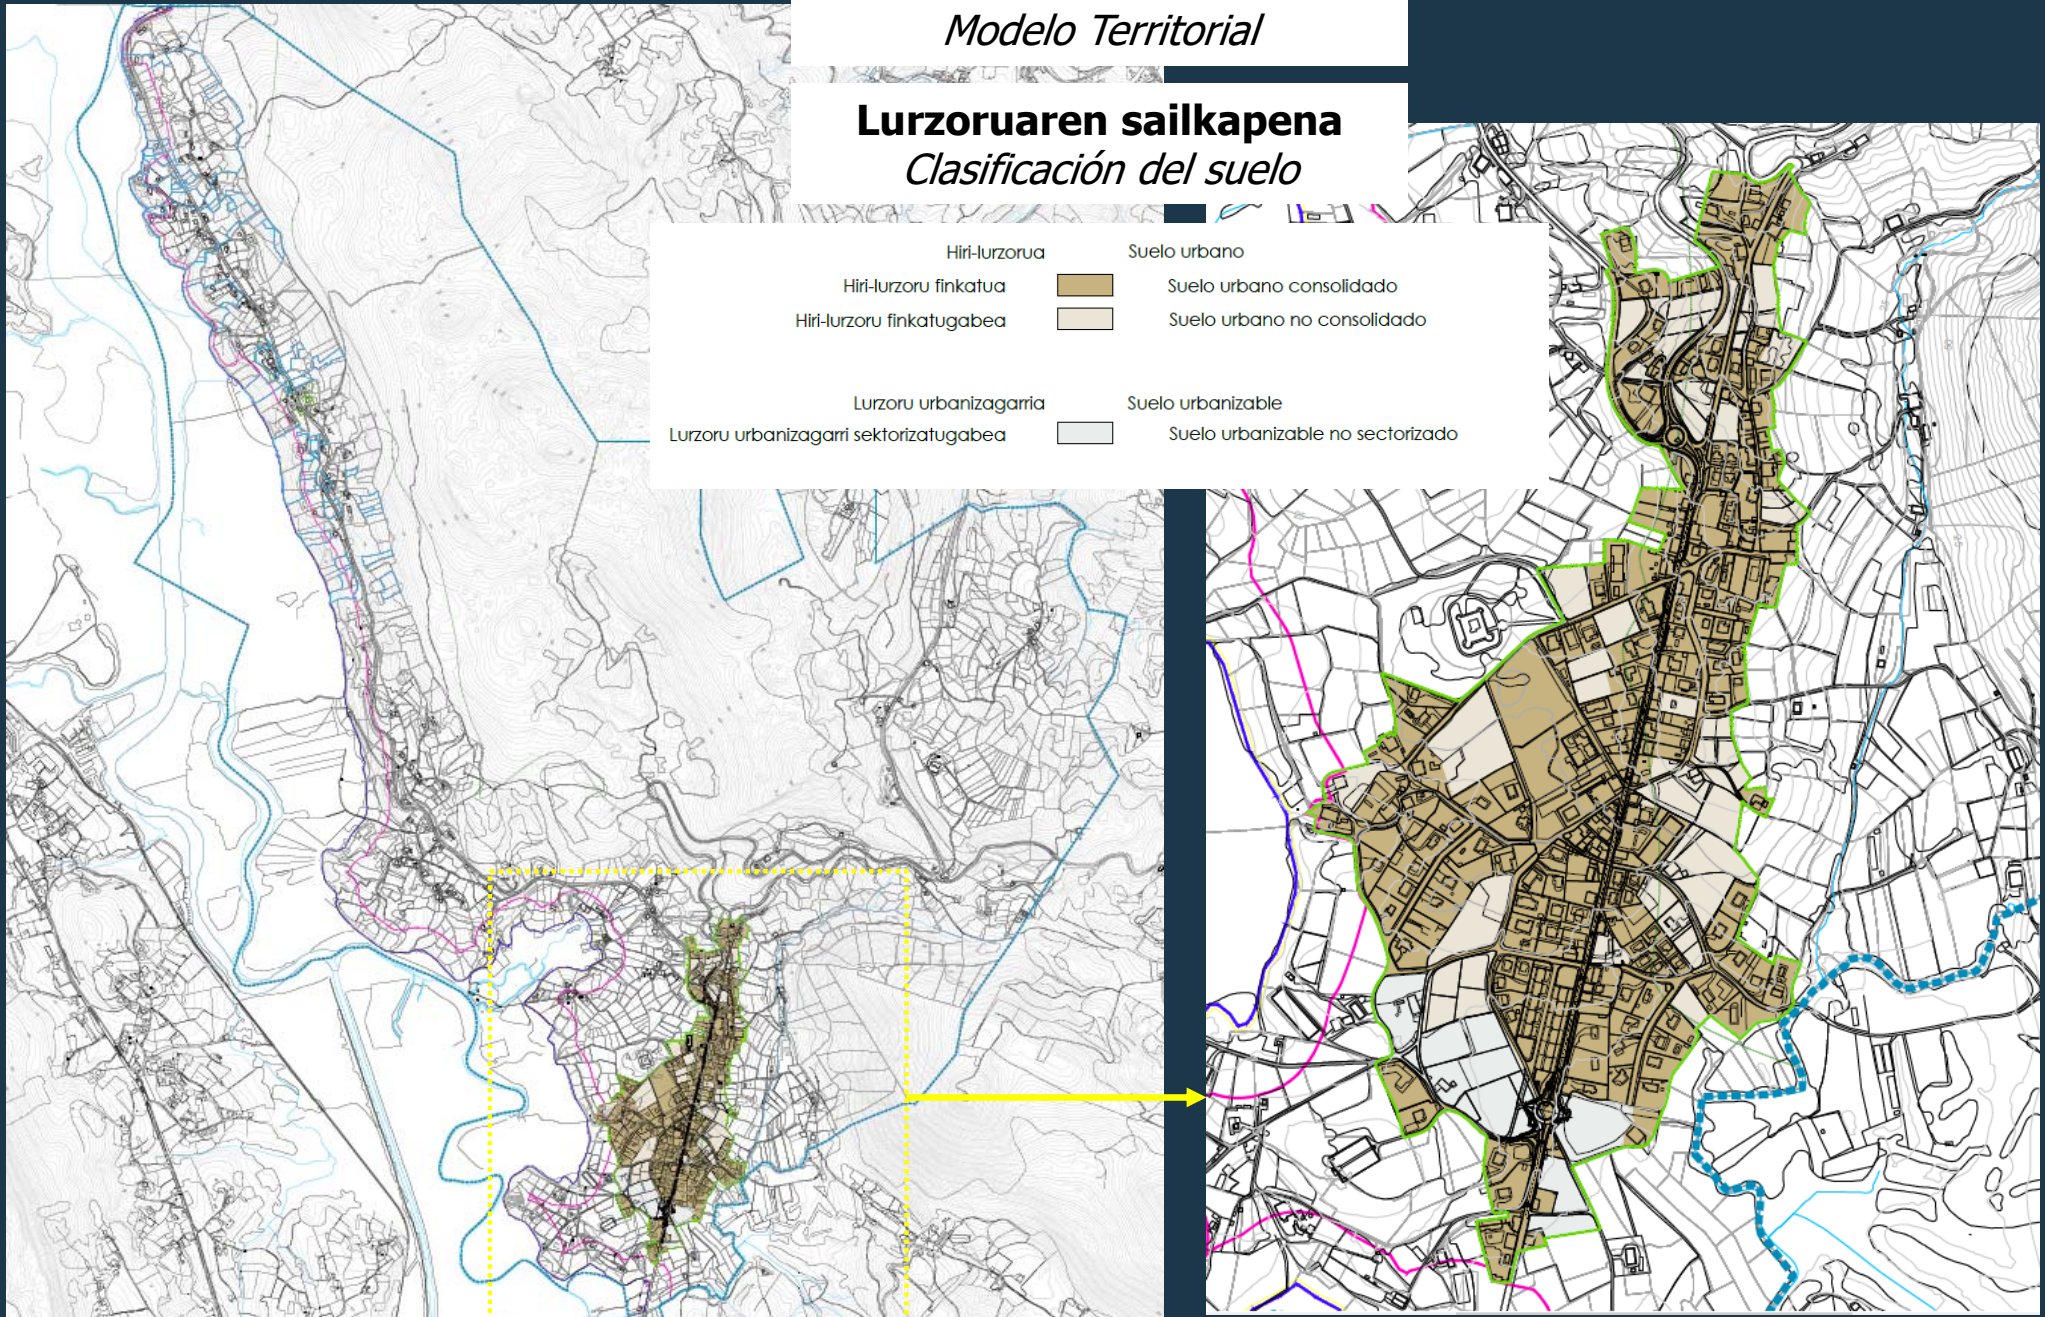 Modelo Territorial
Lurzoruaren sailkapena
Clasificación del suelo
Hiri-lurzorua Suelo urbano
Hiri-lurzoru finkatua Suelo urbano consolidado
Hiri-lurzoru finkatugabea Suelo urbano no consolidado
Lurzoru urbanizagarria Suelo urbanizable
Lurzoru urbanizagarri sektorizatugabea Suelo urbanizable no sectorizado